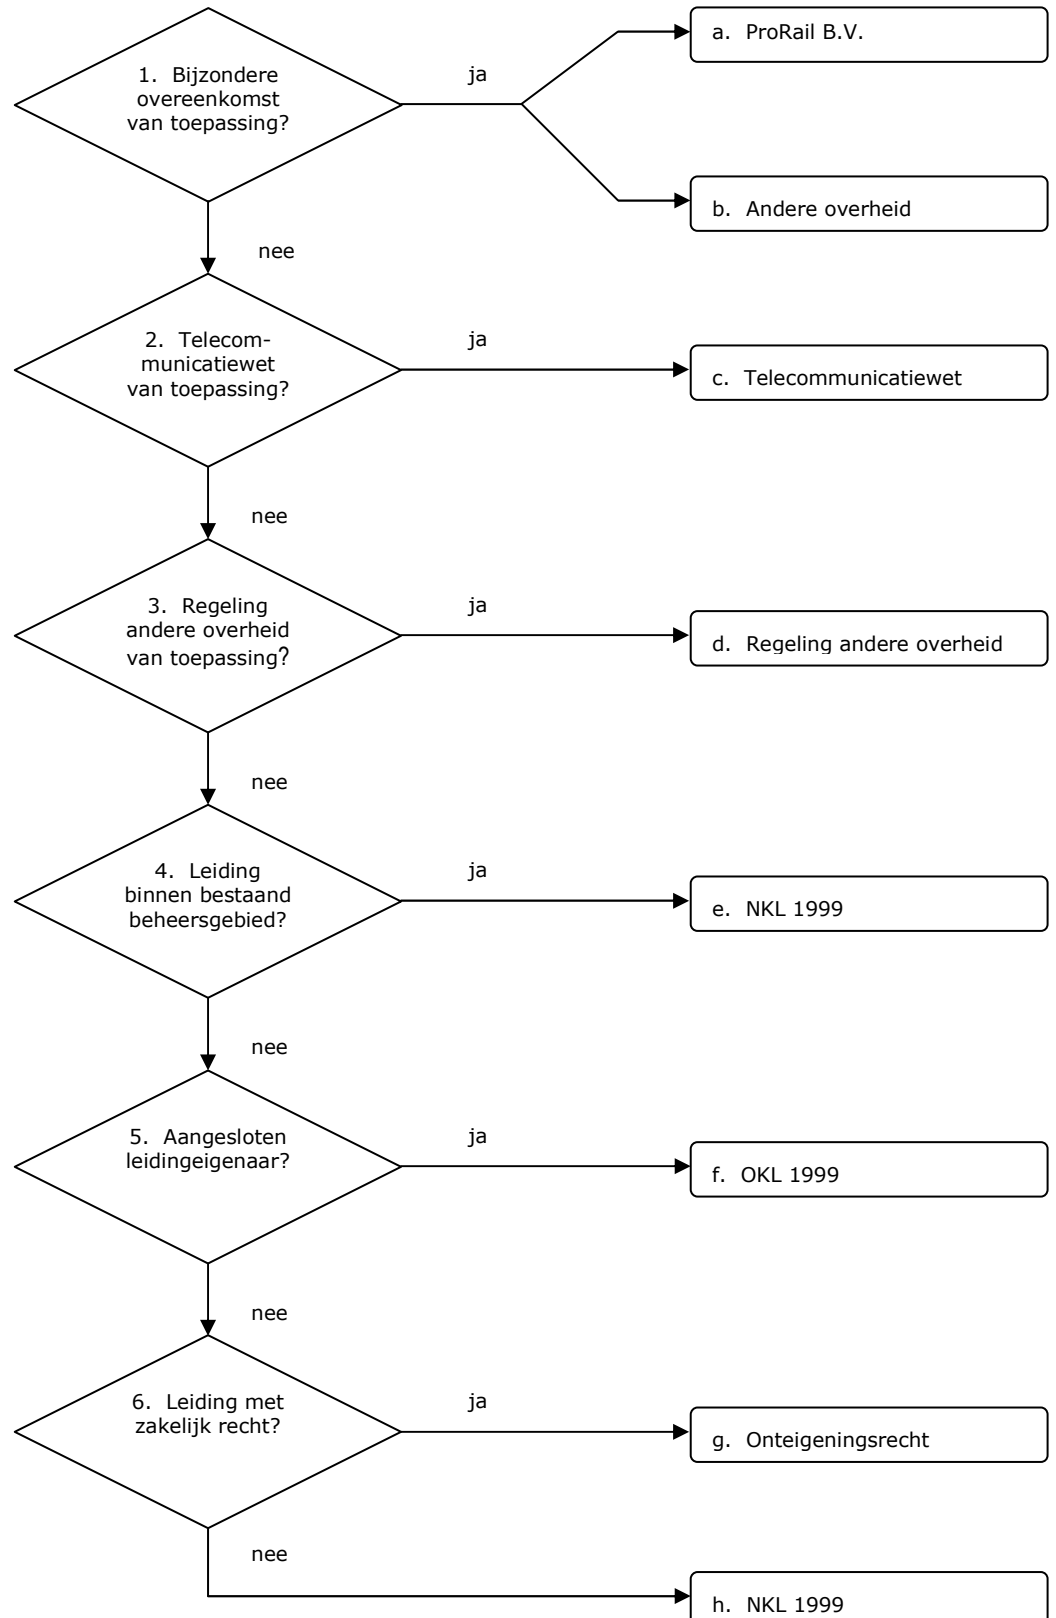 a. ProRail B.V.
1. Bijzondere
overeenkomst
van toepassing?
ja
b. Andere overheid
nee
2. Telecom-
municatiewet
van toepassing?
ja
c. Telecommunicatiewet
nee
3. Regeling
andere overheid
van toepassing?
ja
d. Regeling andere overheid
nee
4. Leiding
binnen bestaand
beheersgebied?
ja
e. NKL 1999
nee
5. Aangesloten
leidingeigenaar?
ja
f. OKL 1999
nee
6. Leiding met
zakelijk recht?
ja
g. Onteigeningsrecht
nee
h. NKL 1999